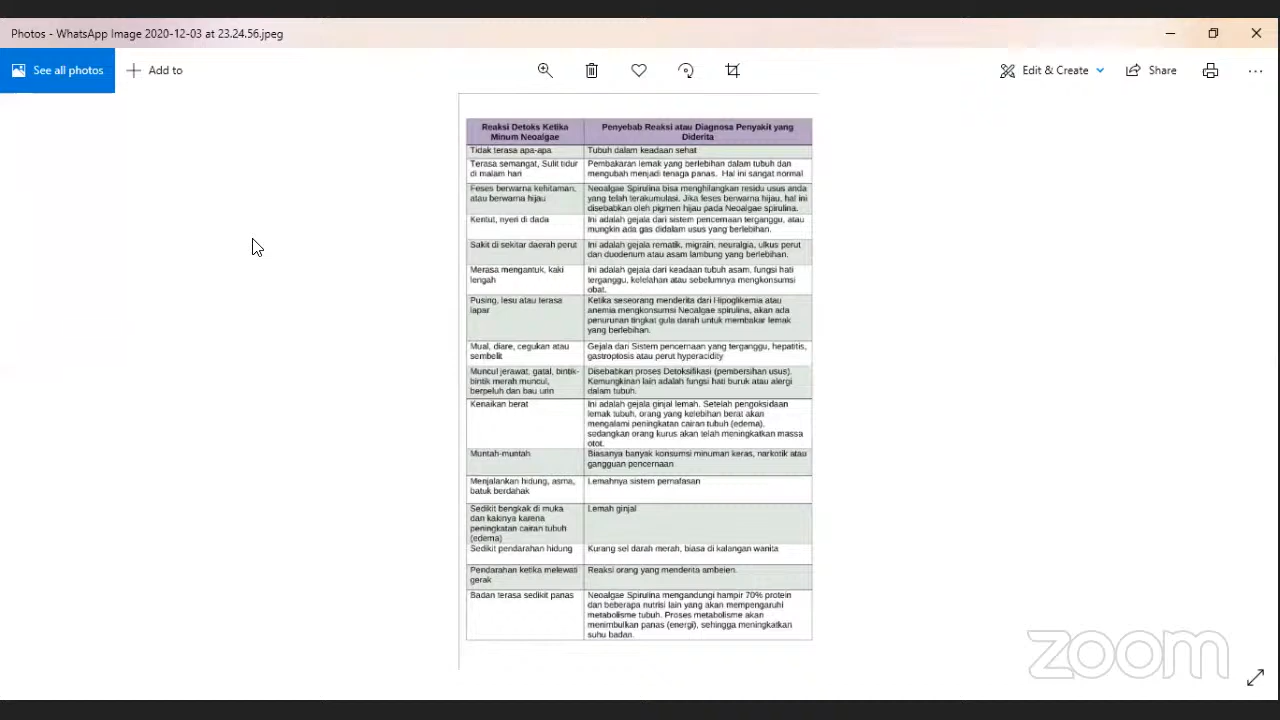 Photos - WhatsApp Image 2020-12-03 at 23.24.56.jpeg
See all photos
Add to
Edit & Create
Share
Reaksi Detoks Ketika
Minum Neoalgae
Penyebab Reaksi atau Diagnosa Penyakit yang
Diderita
Tidak terasa apa-apa
Tubuh dalam keadaan sehat
Terasa semangat, Sulit tidur
di malam hari
Pembakaran lemak yang berlebihan dalam tubuh dan
mengubah menjadi tenaga panas. Hal ini sangat normal
Feses berwarna kehitaman,
atau berwarna hijau
Neoalgae Spirulina bisa menghilangkan residu usus anda
yang telah terakumulasi. Jika feses berwarna hijau, hal ini
disebabkan oleh pigmen hijau pada Neoalgae spirulina.
Kentut, nyeri di dada
Ini adalah gejala dari sistem pencernaan terganggu, atau
mungkin ada gas didalam usus yang berlebihan.
Sakit di sekitar daerah perut
Ini adalah gejala rematik, migrain, neuralgia, ulkus perut
dan duodenum atau asam lambung yang berlebihan.
Merasa mengantuk, kaki
lengah
Ini adalah gejala dari keadaan tubuh asam, fungsi hati
terganggu, kelelahan atau sebelumnya mengkonsumsi
obat.
Pusing, lesu atau terasa
lapar
Ketika seseorang menderita dari Hipoglikemia atau
anemia mengkonsumsi Neoalgae spirulina, akan ada
penurunan tingkat gula darah untuk membakar lemak
yang berlebihan.
Mual, diare, cegukan atau
sembelit
Gejala dari Sistem pencernaan yang terganggu, hepatitis,
gastroptosis atau perut hyperacidity
Muncul jerawat, gatal, bintik-
bintik merah muncul,
berpeluh dan bau urin
Disebabkan proses Detoksifikasi (pembersihan usus).
Kemungkinan lain adalah fungsi hati buruk atau alergi
dalam tubuh.
Kenaikan berat
Ini adalah gejala ginjal lemah. Setelah pengoksidaan
lemak tubuh, orang yang kelebihan berat akan
mengalami peningkatan cairan tubuh (edema),
sedangkan orang kurus akan telah meningkatkan massa
otot.
Muntah-muntah
Biasanya banyak konsumsi minuman keras, narkotik atau
gangguan pencernaan
Menjalankan hidung, asma,
batuk berdahak
Lemahnya sistem pernafasan
Sedikit bengkak di muka
dan kakinya karena
peningkatan cairan tubuh
(edema)
Lemah ginjal
Sedikit pendarahan hidung
Kurang sel darah merah, biasa di kalangan wanita
Pendarahan ketika melewati
gerak
Reaksi orang yang menderita ambeien.
Badan terasa sedikit panas
Neoalgae Spirulina mengandungi hampir 70% protein
dan beberapa nutrisi lain yang akan mempengaruhi
metabolisme tubuh. Proses metabolisme akan
menimbulkan panas (energi), sehingga meningkatkan
suhu badan.
zoom